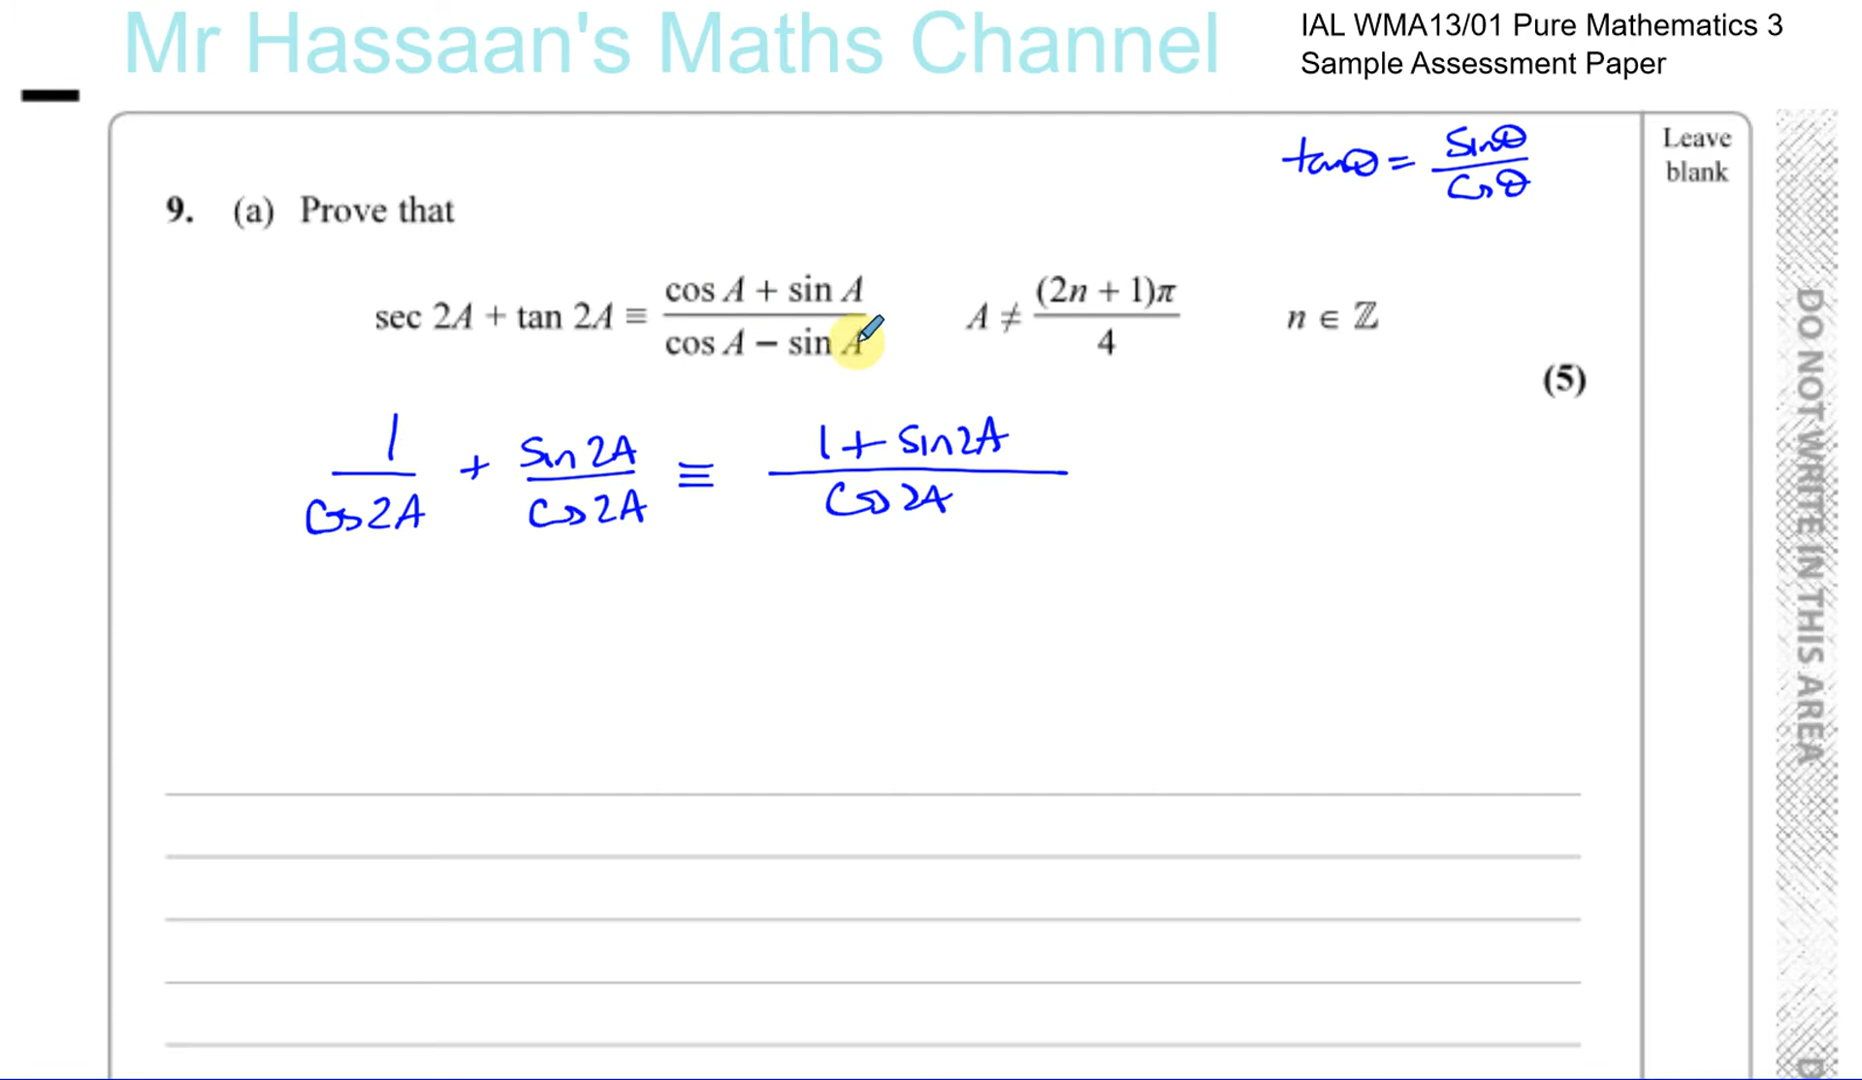 Mr Hassaan's Maths Channel
IAL WMA13/01 Pure Mathematics 3
Sample Assessment Paper
Leave
blank
tanθ = sinθ / cosθ
9. (a) Prove that
sec 2A + tan 2A ≡ (cos A + sin A) / (cos A − sin A)    A ≠ (2n + 1)π / 4    n ∈ ℤ
(5)
1 / cos2A + sin2A / cos2A ≡ (1 + sin2A) / cos2A
DO NOT WRITE IN THIS AREA
D